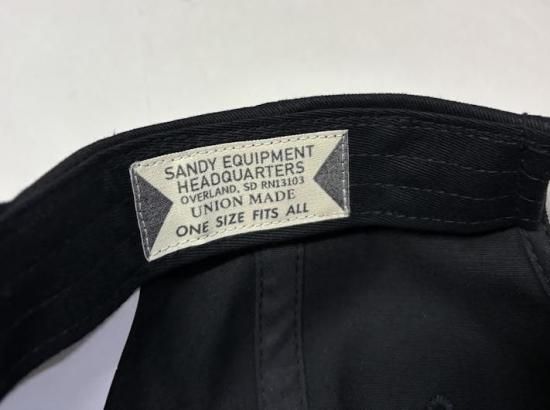 SANDY EQUIPMENT
HEADQUARTERS
OVERLAND, SD RN13103
UNION MADE
ONE SIZE FITS ALL